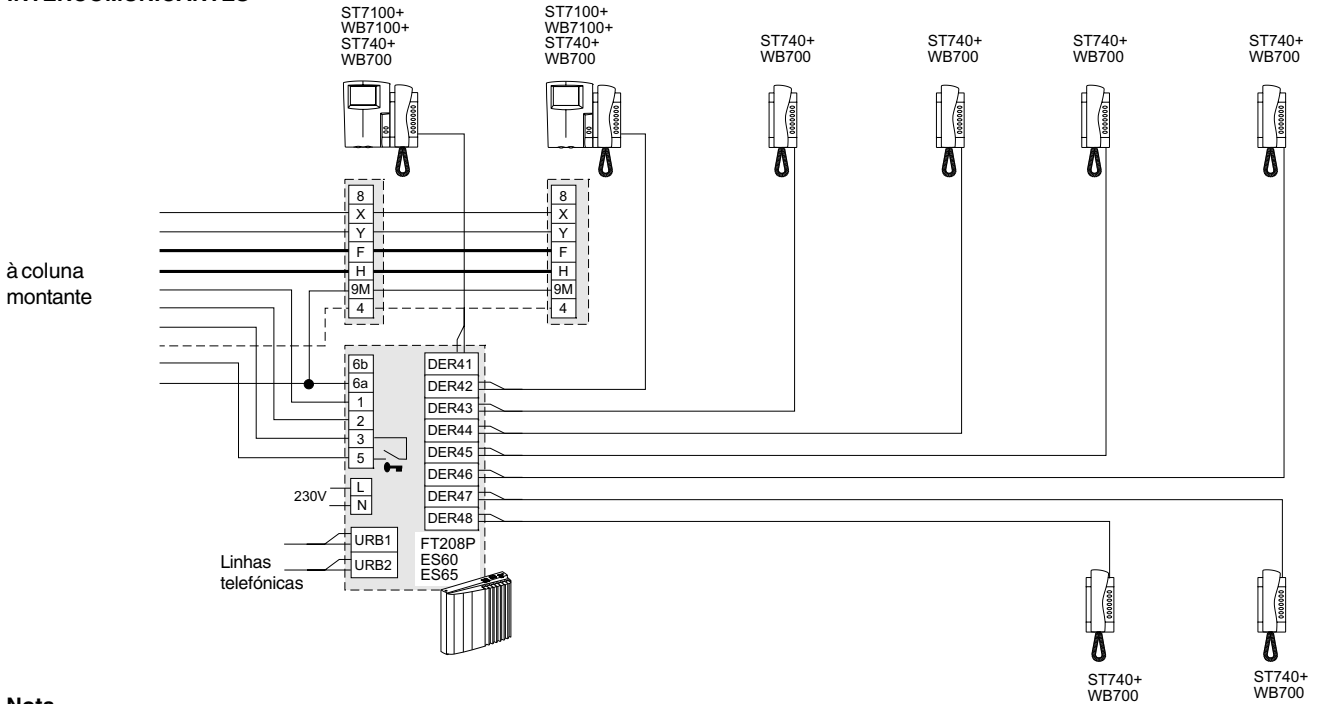 ST7100+
WB7100+
ST740+
WB700
ST7100+
WB7100+
ST740+
WB700
ST740+
WB700
ST740+
WB700
ST740+
WB700
ST740+
WB700
8
X
Y
F
H
9M
4
8
X
Y
F
H
9M
4
à coluna
montante
6b
6a
1
2
3
5
L
N
230V
URB1
URB2
Linhas
telefónicas
DER41
DER42
DER43
DER44
DER45
DER46
DER47
DER48
FT208P
ES60
ES65
ST740+
WB700
ST740+
WB700